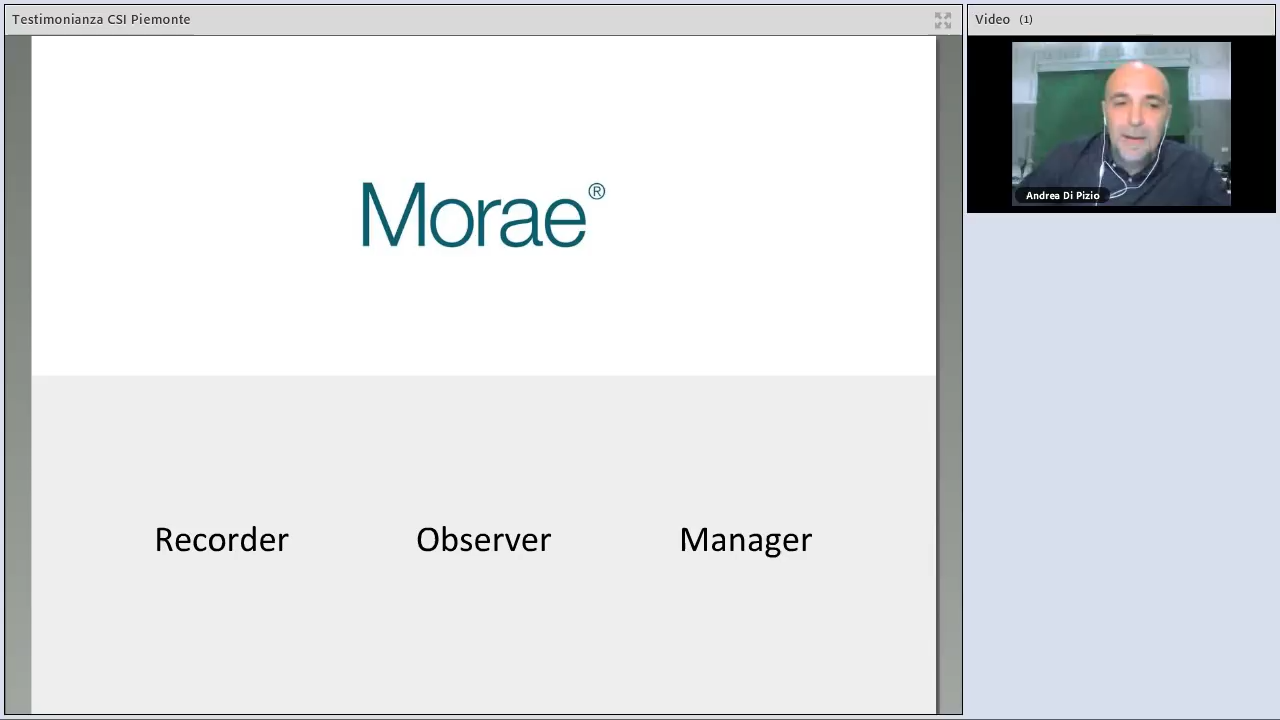 Testimonianza CSI Piemonte
Video (1)
Andrea Di Pizio
Morae®
Recorder Observer Manager